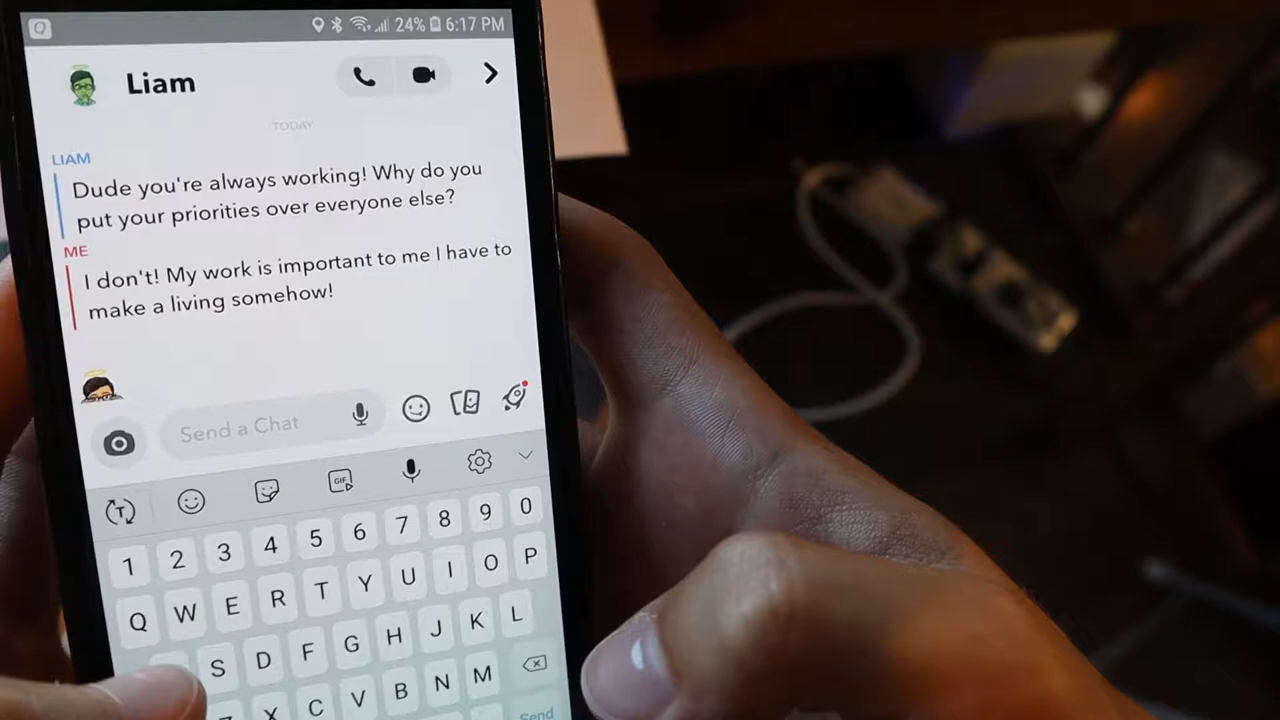 24% 6:17 PM
Liam
TODAY
LIAM
Dude you're always working! Why do you
put your priorities over everyone else?
ME
I don't! My work is important to me I have to
make a living somehow!
Send a Chat
T GIF
1 2 3 4 5 6 7 8 9 0
Q W E R T Y U I O P
S D F G H J K L
X C V B N M
Send